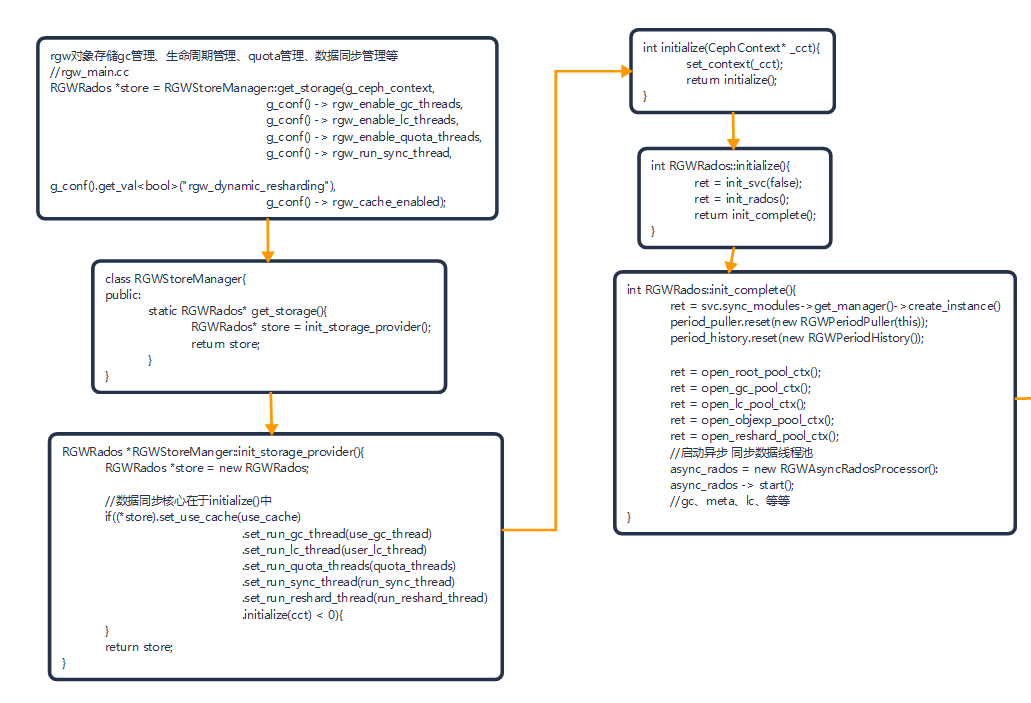 rgw对象存储gc管理、生命周期管理、quota管理、数据同步管理等
//rgw_main.cc
RGWRados *store = RGWStoreManager::get_storage(g_ceph_context,
g_conf() -> rgw_enable_gc_threads,
g_conf() -> rgw_enable_lc_threads,
g_conf() -> rgw_enable_quota_threads,
g_conf() -> rgw_run_sync_thread,
g_conf().get_val<bool>("rgw_dynamic_resharding"),
g_conf() -> rgw_cache_enabled);
class RGWStoreManager{
public:
static RGWRados* get_storage(){
RGWRados* store = init_storage_provider();
return store;
}
}
RGWRados *RGWStoreManger::init_storage_provider(){
RGWRados *store = new RGWRados;
//数据同步核心在于initialize()中
if((*store).set_use_cache(use_cache)
.set_run_gc_thread(use_gc_thread)
.set_run_lc_thread(user_lc_thread)
.set_run_quota_threads(quota_threads)
.set_run_sync_thread(run_sync_thread)
.set_run_reshard_thread(run_reshard_thread)
.initialize(cct) < 0){
}
return store;
}
int initialize(CephContext* _cct){
set_context(_cct);
return initialize();
}
int RGWRados::initialize(){
ret = init_svc(false);
ret = init_rados();
return init_complete();
}
int RGWRados::init_complete(){
ret = svc.sync_modules->get_manager()->create_instance()
period_puller.reset(new RGWPeriodPuller(this));
period_history.reset(new RGWPeriodHistory());
ret = open_root_pool_ctx();
ret = open_gc_pool_ctx();
ret = open_lc_pool_ctx();
ret = open_objexp_pool_ctx();
ret = open_reshard_pool_ctx();
//启动异步 同步数据线程池
async_rados = new RGWAsyncRadosProcessor():
async_rados -> start();
//gc、meta、lc、等等
}